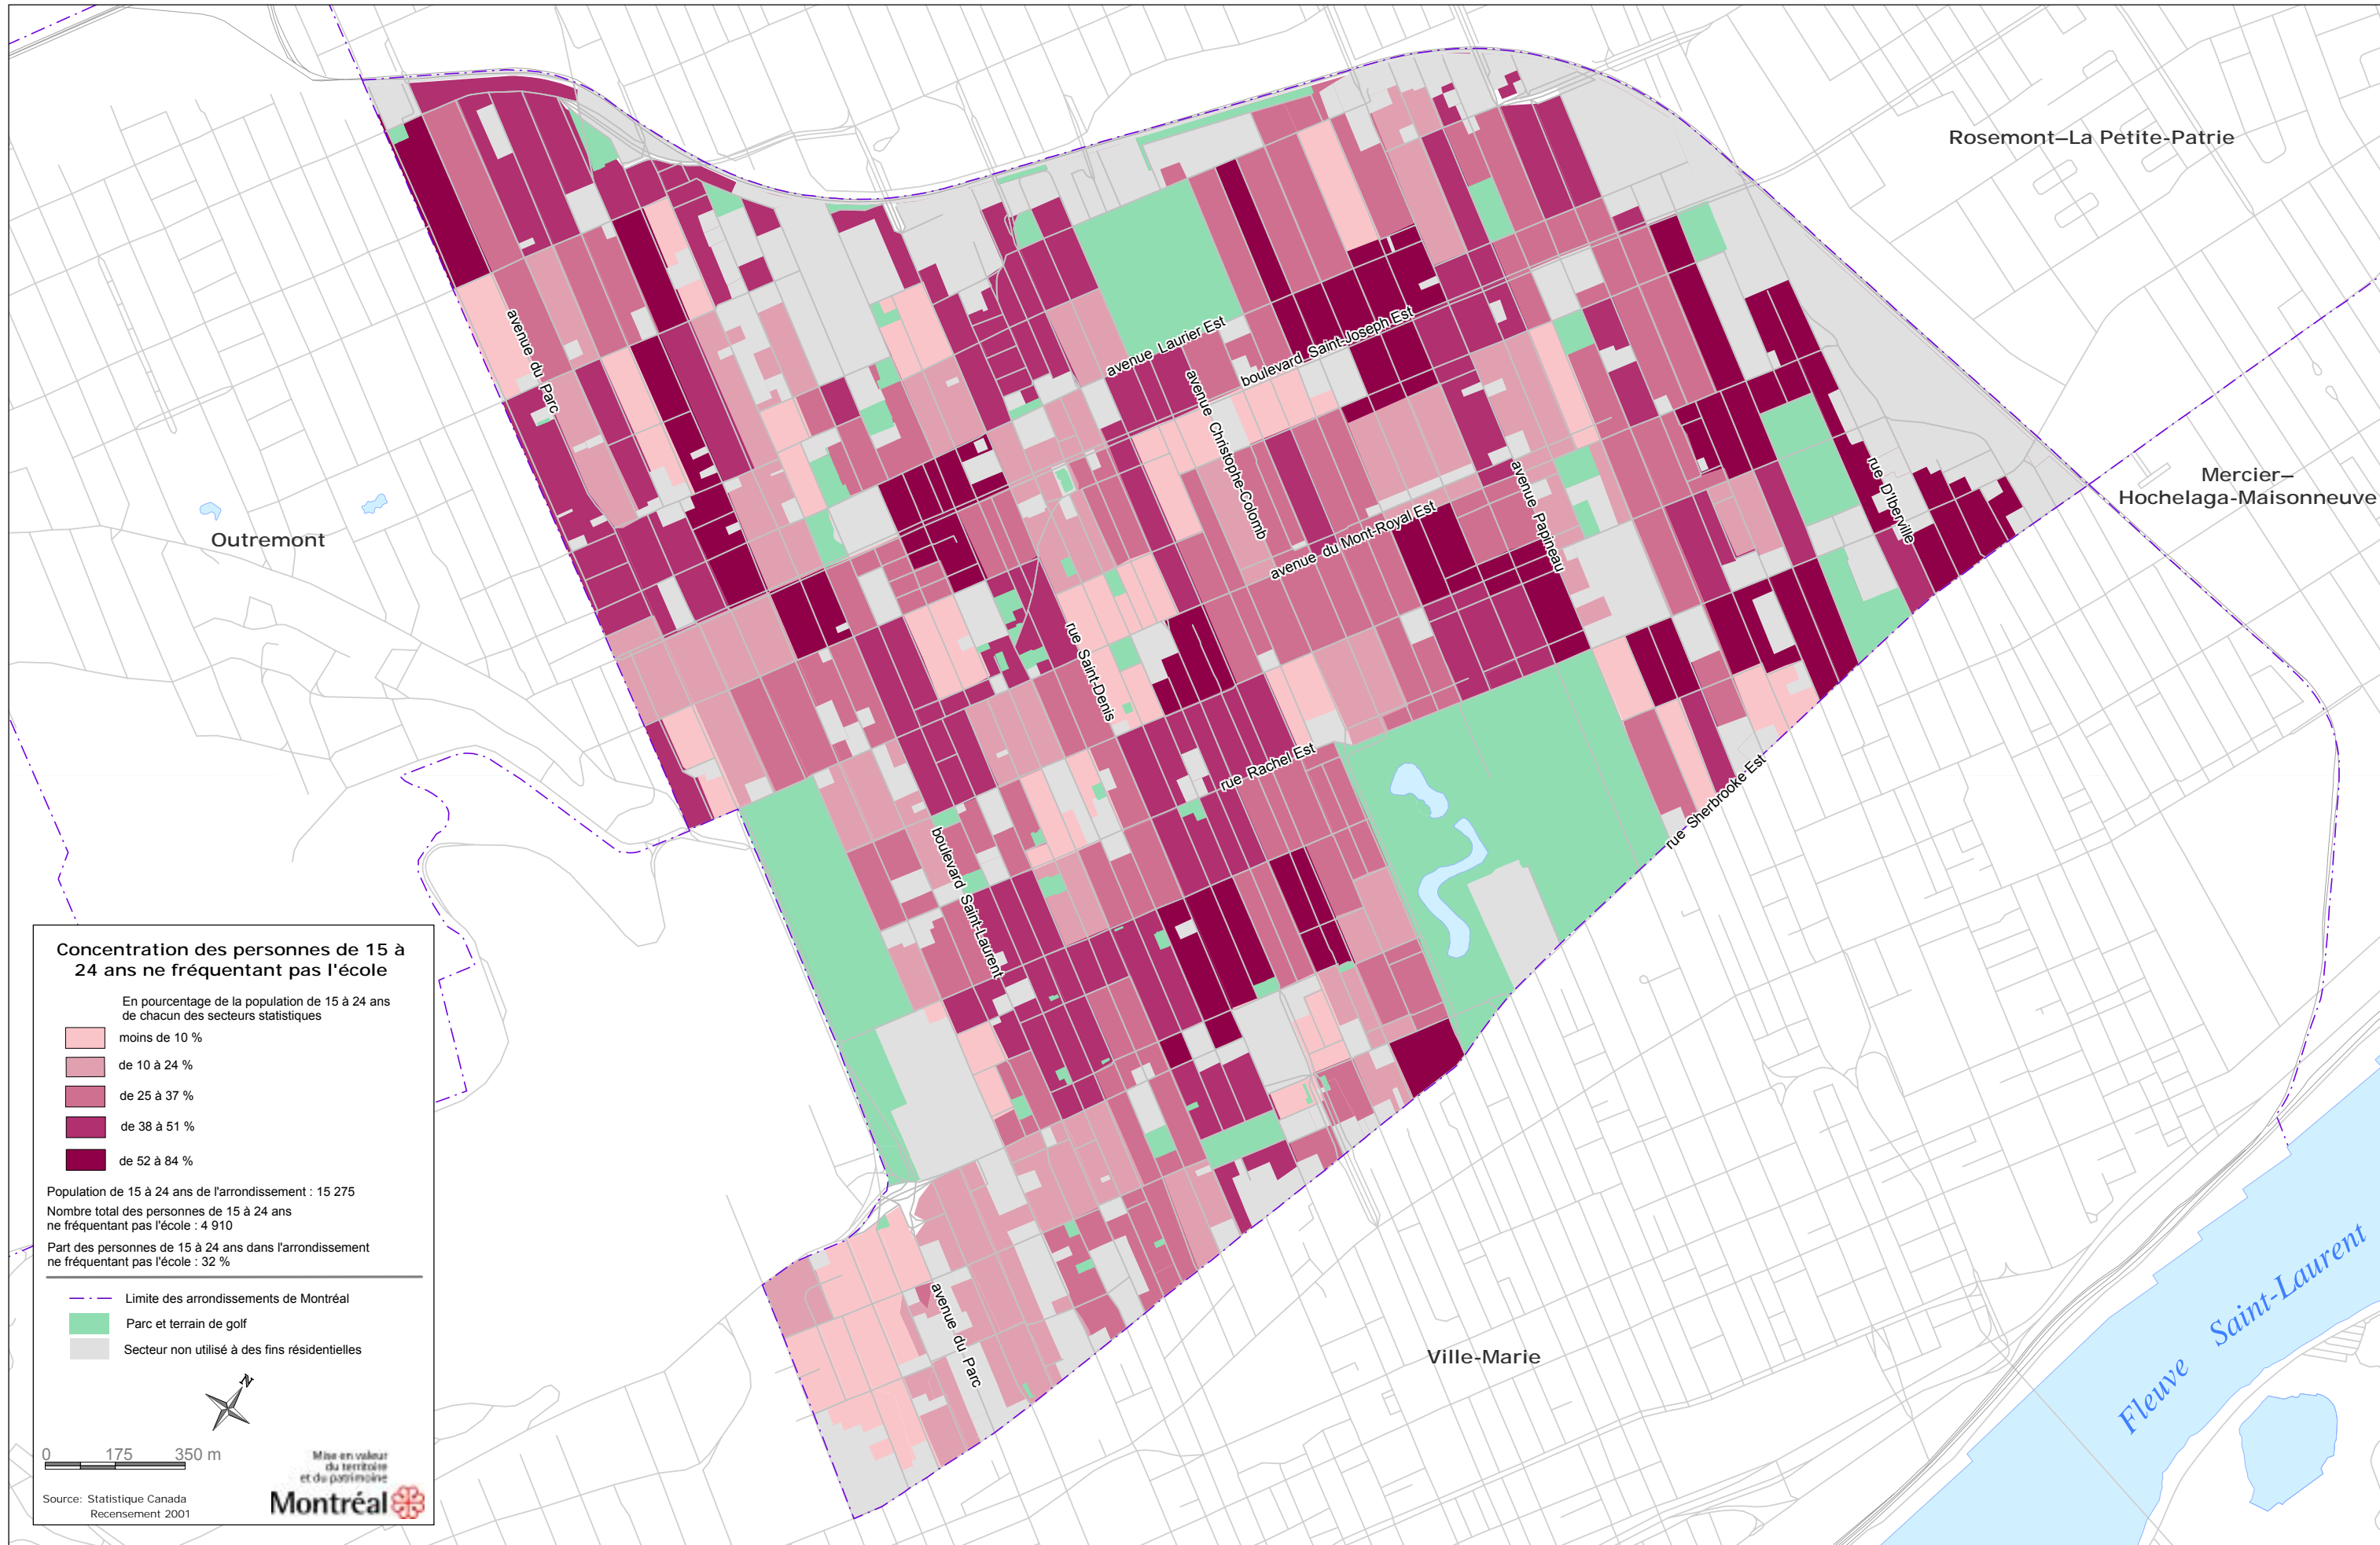 Rosemont–La Petite-Patrie
Mercier–
Hochelaga-Maisonneuve
Outremont
Ville-Marie
Fleuve Saint-Laurent
avenue du Parc
avenue Laurier Est
boulevard Saint-Joseph Est
avenue Christophe-Colomb
avenue du Mont-Royal Est
avenue Papineau
rue D'Iberville
rue Saint-Denis
rue Rachel Est
rue Sherbrooke Est
boulevard Saint-Laurent
avenue du Parc
Concentration des personnes de 15 à
24 ans ne fréquentant pas l'école
En pourcentage de la population de 15 à 24 ans
de chacun des secteurs statistiques
moins de 10 %
de 10 à 24 %
de 25 à 37 %
de 38 à 51 %
de 52 à 84 %
Population de 15 à 24 ans de l'arrondissement : 15 275
Nombre total des personnes de 15 à 24 ans
ne fréquentant pas l'école : 4 910
Part des personnes de 15 à 24 ans dans l'arrondissement
ne fréquentant pas l'école : 32 %
Limite des arrondissements de Montréal
Parc et terrain de golf
Secteur non utilisé à des fins résidentielles
N
0 175 350 m
Mise en valeur
du territoire
et du patrimoine
Montréal
Source: Statistique Canada
Recensement 2001